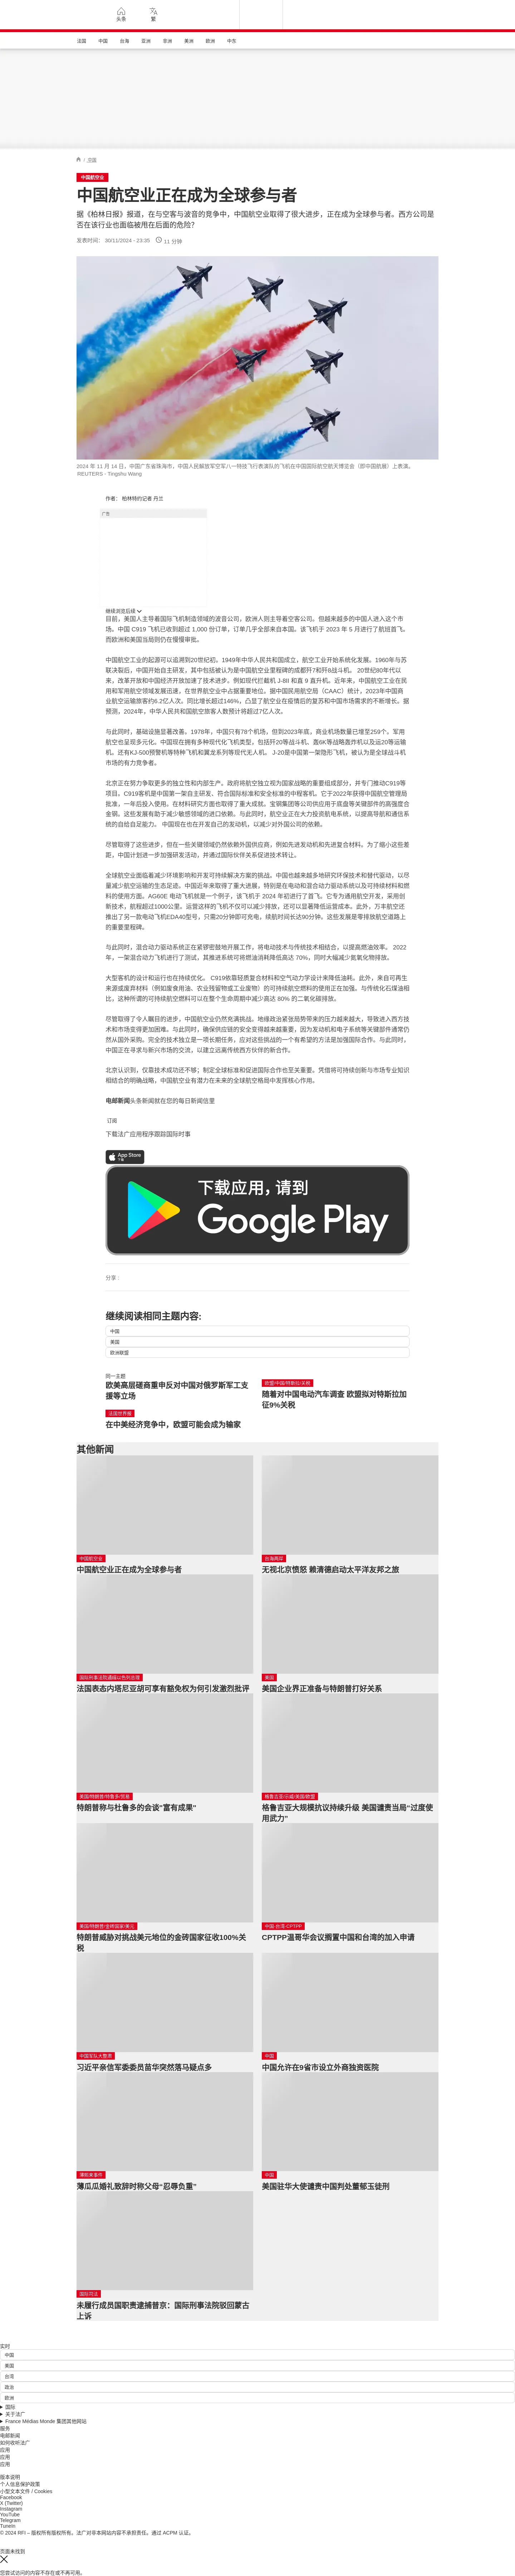 头条
繁
法国
中国
台海
亚洲
非洲
美洲
欧洲
中东
/ 中国
中国航空业
中国航空业正在成为全球参与者
据《柏林日报》报道，在与空客与波音的竞争中，中国航空业取得了很大进步，正在成为全球参与者。西方公司是
否在该行业也面临被甩在后面的危险？
发表时间： 30/11/2024 - 23:35
11 分钟
2024 年 11 月 14 日，中国广东省珠海市，中国人民解放军空军八一特技飞行表演队的飞机在中国国际航空航天博览会（即中国航展）上表演。
REUTERS - Tingshu Wang
作者： 柏林特约记者 丹兰
广告
继续浏览后续
目前，美国人主导着国际飞机制造领域的波音公司，欧洲人则主导着空客公司。但越来越多的中国人进入这个市
场。中国 C919 飞机已收到超过 1,000 份订单，订单几乎全部来自本国。该飞机于 2023 年 5 月进行了航班首飞。
而欧洲和美国当局则仍在慢慢审批。
中国航空工业的起源可以追溯到20世纪初。1949年中华人民共和国成立，航空工业开始系统化发展。1960年与苏
联决裂后，中国开始自主研发，其中包括被认为是中国航空业里程碑的成都歼7和歼8战斗机。 20世纪80年代以
来，改革开放和中国经济开放加速了技术进步。例如现代拦截机 J-8II 和直 9 直升机。近年来，中国航空工业在民
用和军用航空领域发展迅速，在世界航空业中占据重要地位。据中国民用航空局（CAAC）统计，2023年中国商
业航空运输旅客约6.2亿人次。同比增长超过146%，凸显了航空业在疫情后的复苏和中国市场需求的不断增长。据
预测，2024年，中华人民共和国航空旅客人数预计将超过7亿人次。
与此同时，基础设施显着改善。1978年，中国只有78个机场，但到2023年底，商业机场数量已增至259个。军用
航空也呈现多元化。中国现在拥有多种现代化飞机类型，包括歼20等战斗机、轰6K等战略轰炸机以及运20等运输
机。还有KJ-500预警机等特种飞机和翼龙系列等现代无人机。 J-20是中国第一架隐形飞机，被认为是全球战斗机
市场的有力竞争者。
北京正在努力争取更多的独立性和内部生产。政府将航空独立视为国家战略的重要组成部分，并专门推动C919等
项目。C919客机是中国第一架自主研发、符合国际标准和安全标准的中程客机。它于2022年获得中国航空管理局
批准，一年后投入使用。在材料研究方面也取得了重大成就。宝钢集团等公司供应用于底盘等关键部件的高强度合
金钢。这些发展有助于减少敏感领域的进口依赖。与此同时，航空业正在大力投资航电系统，以提高导航和通信系
统的自给自足能力。 中国现在也在开发自己的发动机，以减少对外国公司的依赖。
尽管取得了这些进步，但在一些关键领域仍然依赖外国供应商，例如先进发动机和先进复合材料。为了缩小这些差
距，中国计划进一步加强研发活动，并通过国际伙伴关系促进技术转让。
全球航空业面临着减少环境影响和开发可持续解决方案的挑战。中国也越来越多地研究环保技术和替代驱动，以尽
量减少航空运输的生态足迹。中国近年来取得了重大进展，特别是在电动和混合动力驱动系统以及可持续材料和燃
料的使用方面。AG60E 电动飞机就是一个例子，该飞机于 2024 年初进行了首飞。它专为通用航空开发，采用创
新技术，航程超过1000公里。运营这样的飞机不仅可以减少排放，还可以显著降低运营成本。此外，万丰航空还
推出了另一款电动飞机EDA40型号，只需20分钟即可充电，续航时间长达90分钟。这些发展是零排放航空道路上
的重要里程碑。
与此同时，混合动力驱动系统正在紧锣密鼓地开展工作，将电动技术与传统技术相结合，以提高燃油效率。 2022
年，一架混合动力飞机进行了测试，其推进系统可将燃油消耗降低高达 70%，同时大幅减少氮氧化物排放。
大型客机的设计和运行也在持续优化。 C919依靠轻质复合材料和空气动力学设计来降低油耗。此外，来自可再生
来源或废弃材料（例如废食用油、农业残留物或工业废物）的可持续航空燃料的使用正在加强。与传统化石煤油相
比，这种所谓的可持续航空燃料可以在整个生命周期中减少高达 80% 的二氧化碳排放。
尽管取得了令人瞩目的进步，中国航空业仍然充满挑战。地缘政治紧张局势带来的压力越来越大，导致进入西方技
术和市场变得更加困难。与此同时，确保供应链的安全变得越来越重要，因为发动机和电子系统等关键部件通常仍
然从国外采购。完全的技术独立是一项长期任务，应对这些挑战的一个有希望的方法是加强国际合作。与此同时，
中国正在寻求与新兴市场的交流，以建立远离传统西方伙伴的新合作。
北京认识到，仅靠技术成功还不够；制定全球标准和促进国际合作也至关重要。凭借将可持续创新与市场专业知识
相结合的明确战略，中国航空业有潜力在未来的全球航空格局中发挥核心作用。
电邮新闻头条新闻就在您的每日新闻信里
订阅
下载法广应用程序跟踪国际时事
App Store
下载
下载应用，请到
Google Play
分享
继续阅读相同主题内容:
中国
美国
欧洲联盟
同一主题
欧美高层磋商重申反对中国对俄罗斯军工支
援等立场
欧盟/中国/特斯拉/关税
随着对中国电动汽车调查 欧盟拟对特斯拉加
征9%关税
法国世界报
在中美经济竞争中，欧盟可能会成为输家
其他新闻
中国航空业
中国航空业正在成为全球参与者
台海两岸
无视北京愤怒 赖清德启动太平洋友邦之旅
国际刑事法院通缉以色列总理
法国表态内塔尼亚胡可享有豁免权为何引发激烈批评
美国
美国企业界正准备与特朗普打好关系
美国/特朗普/特鲁多/贸易
特朗普称与杜鲁多的会谈“富有成果”
格鲁吉亚/示威/美国/欧盟
格鲁吉亚大规模抗议持续升级 美国谴责当局“过度使
用武力”
美国/特朗普/金砖国家/美元
特朗普威胁对挑战美元地位的金砖国家征收100%关
税
中国-台湾-CPTPP
CPTPP温哥华会议搁置中国和台湾的加入申请
中国军队大整肃
习近平亲信军委委员苗华突然落马疑点多
中国
中国允许在9省市设立外商独资医院
薄熙来事件
薄瓜瓜婚礼致辞时称父母“忍辱负重”
中国
美国驻华大使谴责中国判处董郁玉徒刑
国际司法
未履行成员国职责逮捕普京：国际刑事法院驳回蒙古
上诉
实时
中国
美国
台湾
政治
欧洲
国际
关于法广
France Médias Monde 集团其他网站
服务
电邮新闻
如何收听法广
应用
应用
应用
版本说明
个人信息保护政策
小型文本文件 / Cookies
Facebook
X (Twitter)
Instagram
YouTube
Telegram
TuneIn
© 2024 RFI – 版权所有版权所有。法广对非本网站内容不承担责任。通过 ACPM 认证。
页面未找到
您尝试访问的内容不存在或不再可用。